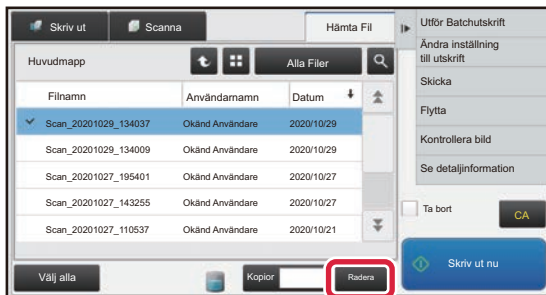 Skriv ut
Scanna
Hämta Fil
Huvudmapp
Alla Filer
Filnamn
Användarnamn
Datum
Scan_20201029_134037 Okänd Användare 2020/10/29
Scan_20201029_134009 Okänd Användare 2020/10/29
Scan_20201027_195401 Okänd Användare 2020/10/27
Scan_20201027_143255 Okänd Användare 2020/10/27
Scan_20201027_110537 Okänd Användare 2020/10/21
Välj alla
Kopior
Radera
Utför Batchutskrift
Ändra inställning
till utskrift
Skicka
Flytta
Kontrollera bild
Se detaljinformation
Ta bort
CA
Skriv ut nu